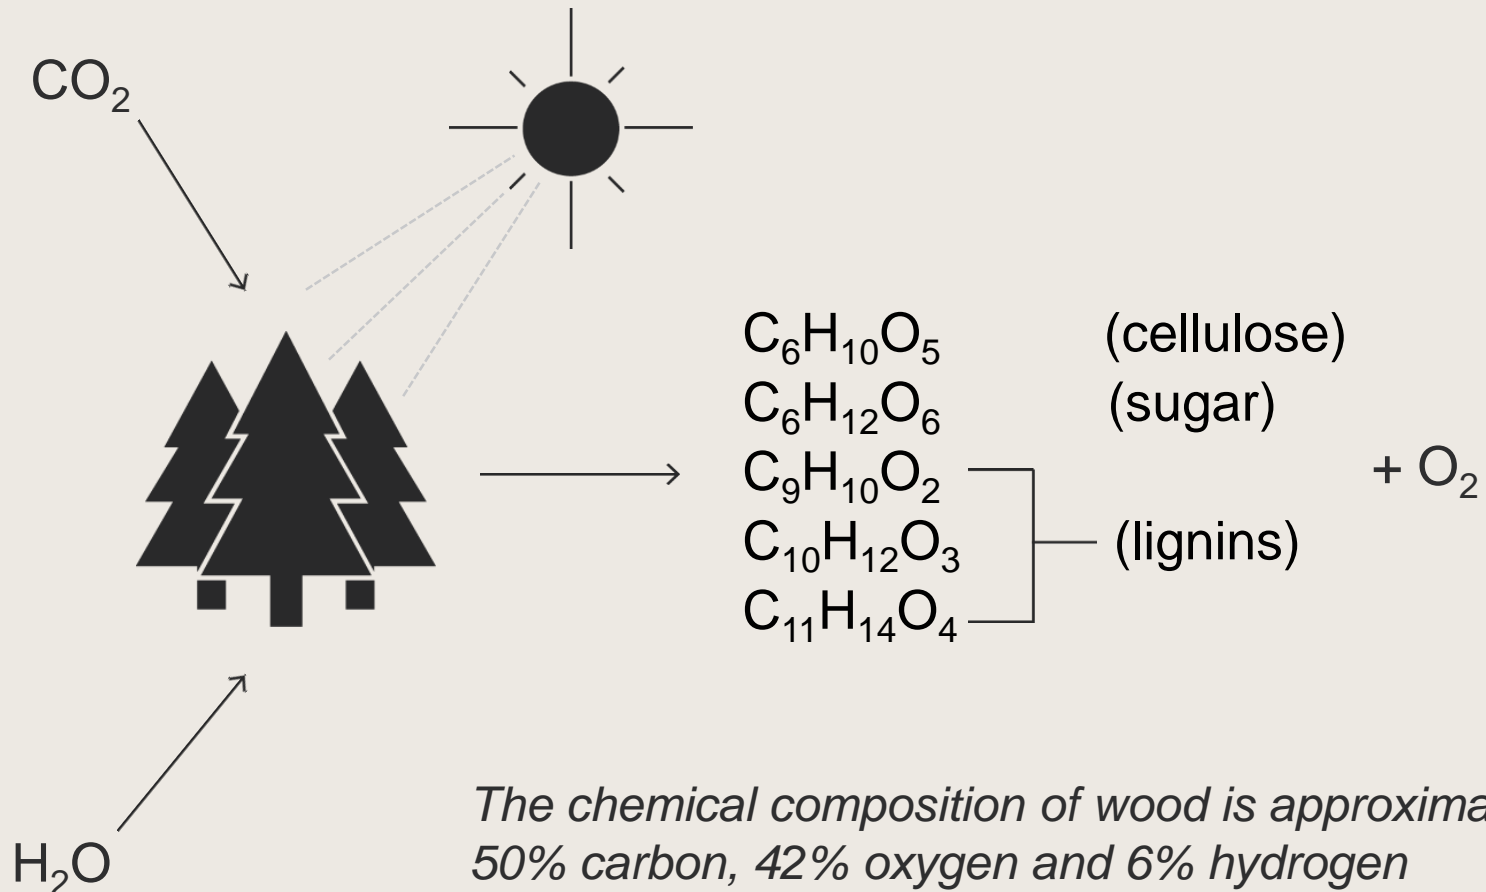 CO₂
C₆H₁₀O₅ (cellulose)
C₆H₁₂O₆ (sugar)
C₉H₁₀O₂
+ O₂
C₁₀H₁₂O₃ (lignins)
C₁₁H₁₄O₄
The chemical composition of wood is approxima
50% carbon, 42% oxygen and 6% hydrogen
H₂O